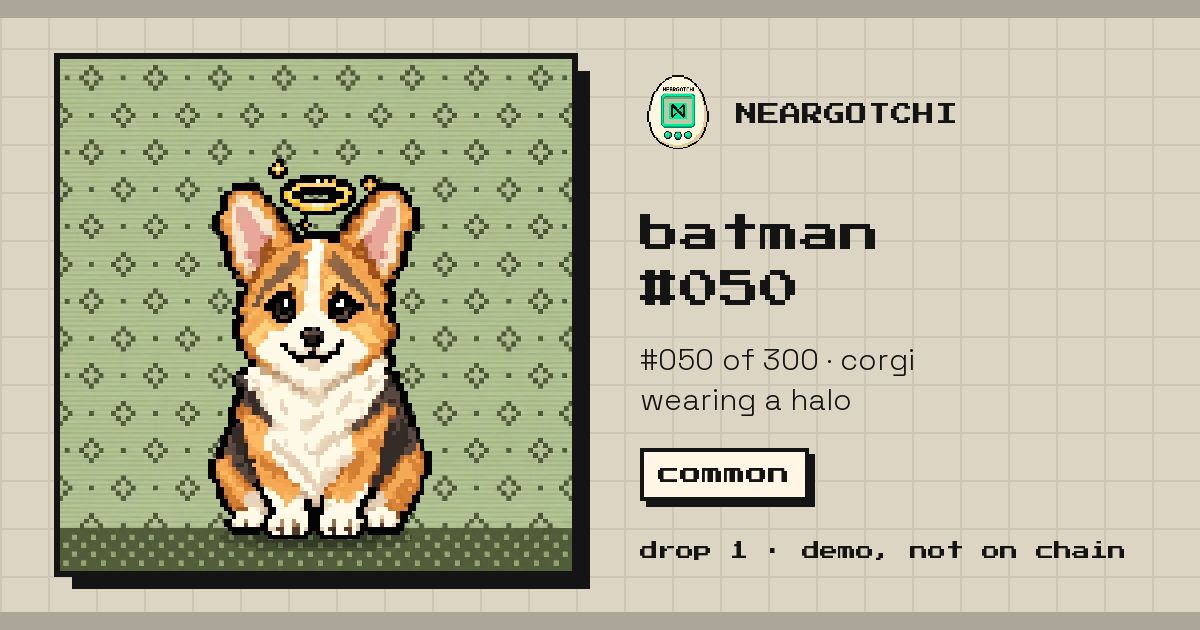 NEARGOTCHI
NEARGOTCHI
batman
#050
#050 of 300 · corgi
wearing a halo
common
drop 1 · demo, not on chain